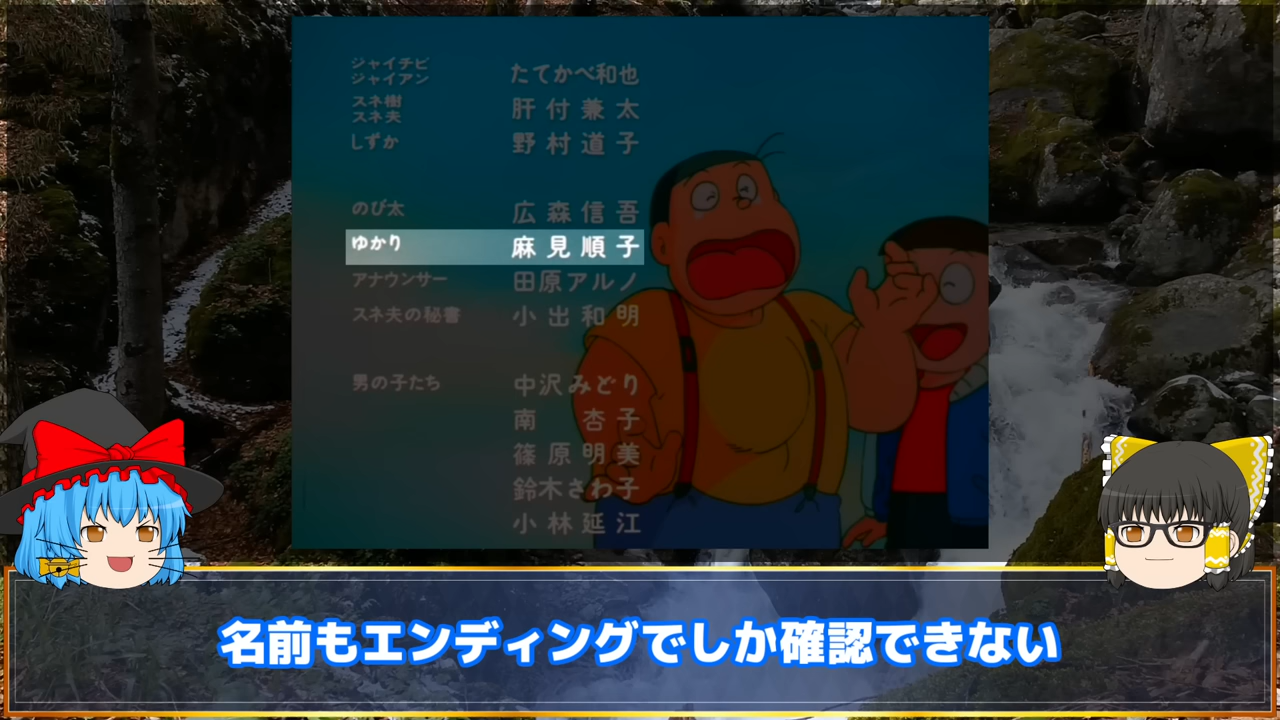 ジャイチビ
ジャイアン たてかべ和也
スネ樹
スネ夫 肝付兼太
しずか 野村道子
のび太 広森信吾
ゆかり 麻見順子
アナウンサー 田原アルノ
スネ夫の秘書 小出和明
男の子たち 中沢みどり
南 杏子
篠原明美
鈴木さわ子
小林延江
名前もエンディングでしか確認できない